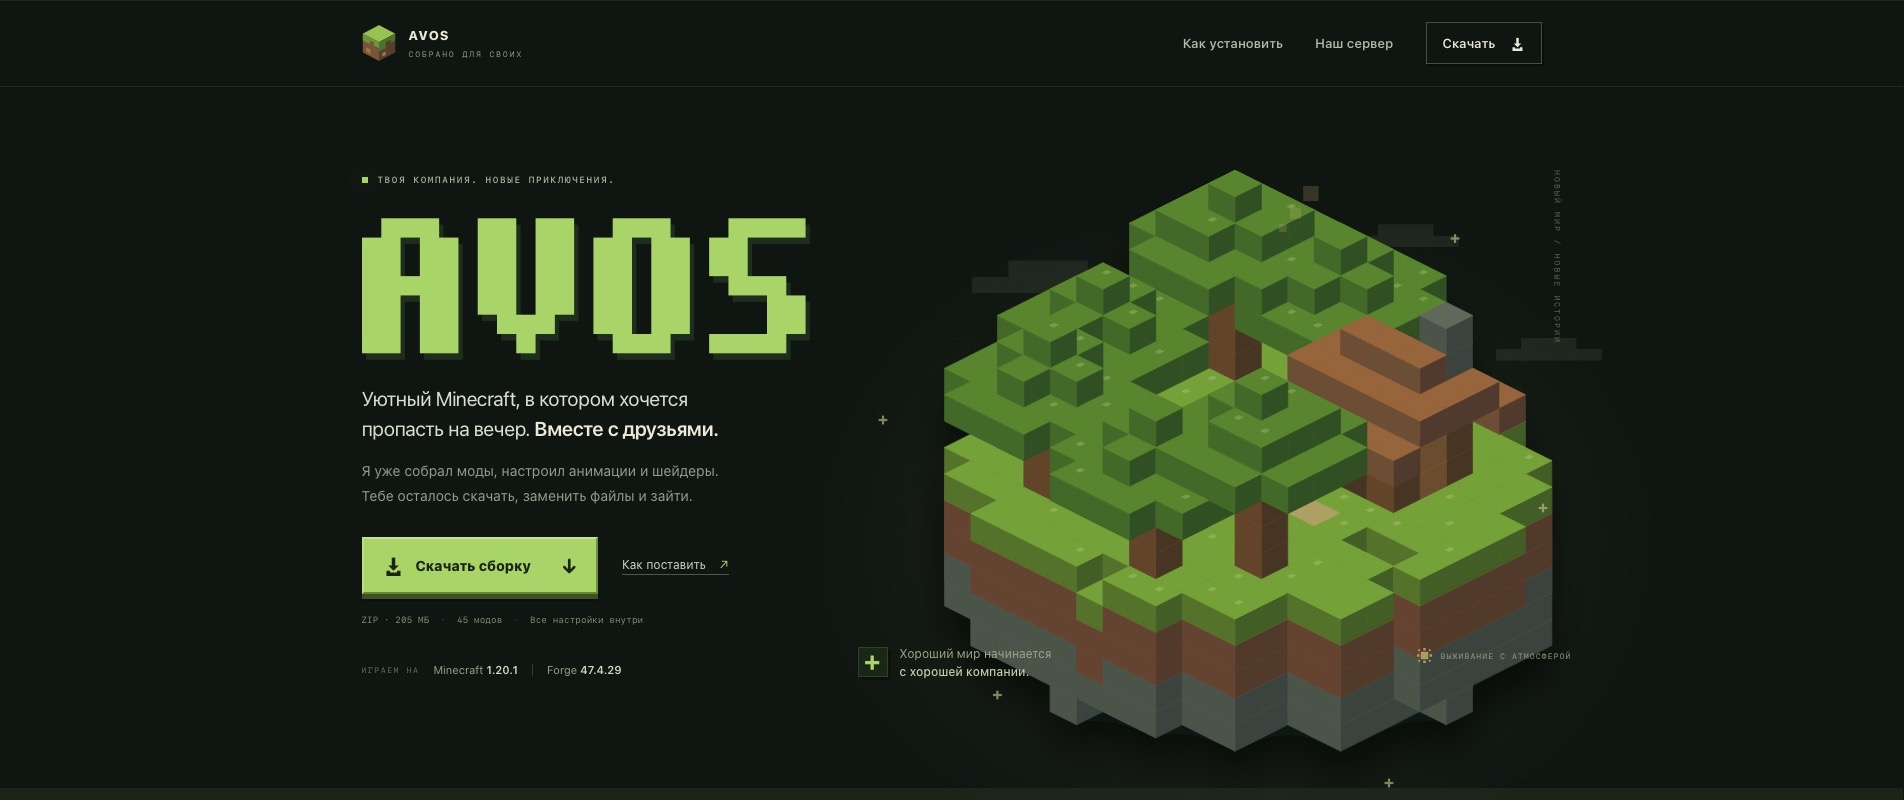 AVOS
СОБРАНО ДЛЯ СВОИХ
Как установить
Наш сервер
Скачать
ТВОЯ КОМПАНИЯ. НОВЫЕ ПРИКЛЮЧЕНИЯ.
AVOS
Уютный Minecraft, в котором хочется
пропасть на вечер. Вместе с друзьями.
Я уже собрал моды, настроил анимации и шейдеры.
Тебе осталось скачать, заменить файлы и зайти.
Скачать сборку
Как поставить ↗
ZIP · 205 МБ · 45 модов · Все настройки внутри
ИГРАЕМ НА Minecraft 1.20.1 | Forge 47.4.29
НОВЫЙ МИР / НОВЫЕ ИСТОРИИ
Хороший мир начинается
с хорошей компании.
ВЫЖИВАНИЕ С АТМОСФЕРОЙ